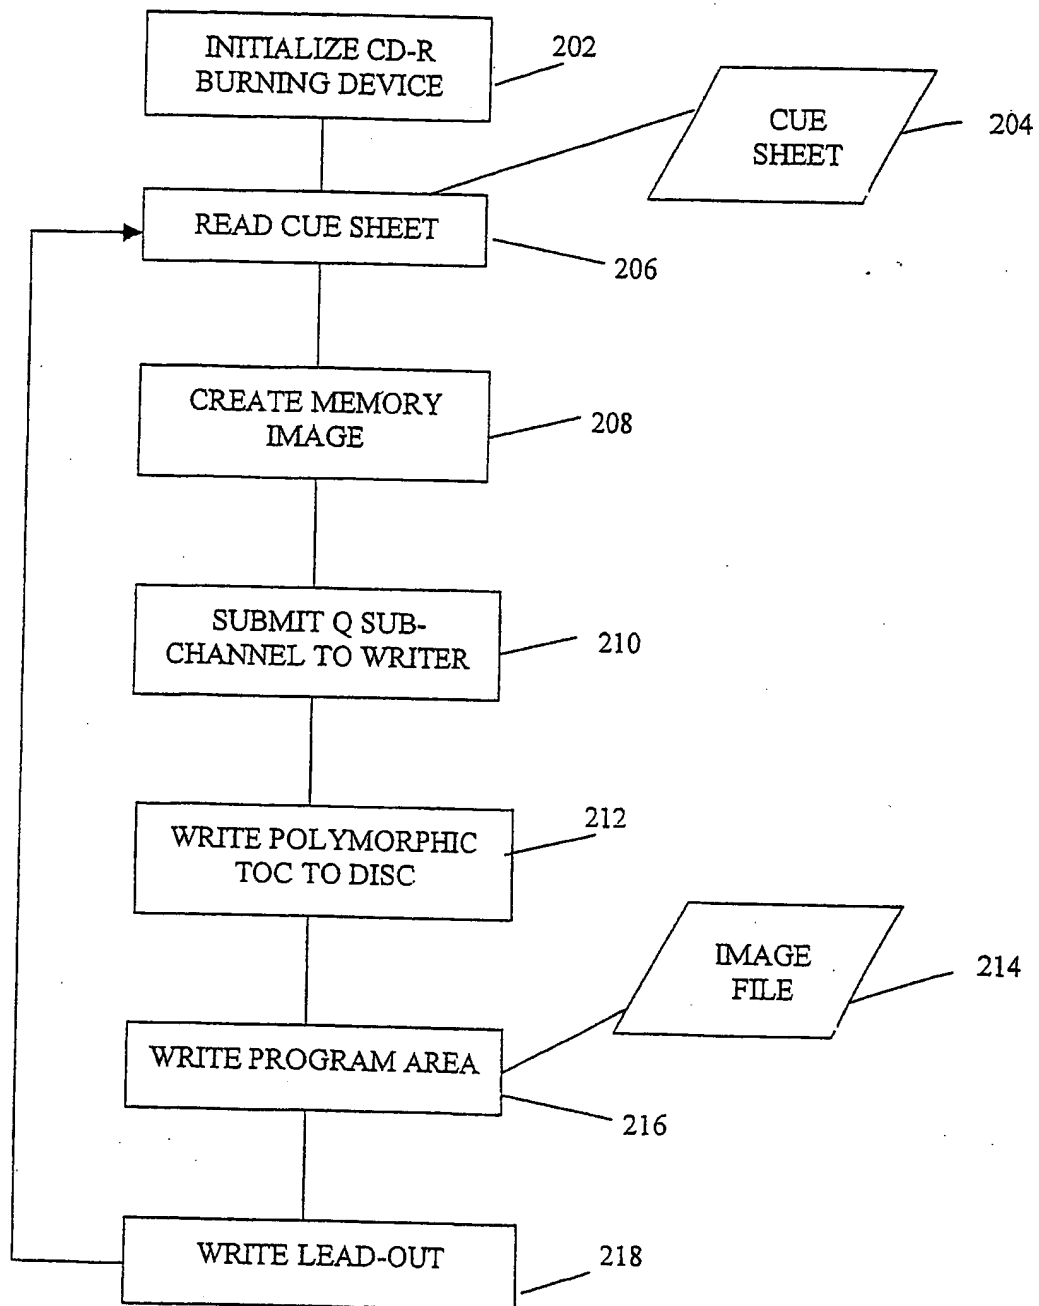 INITIALIZE CD-R
BURNING DEVICE
202
CUE
SHEET
204
READ CUE SHEET
206
CREATE MEMORY
IMAGE
208
SUBMIT Q SUB-
CHANNEL TO WRITER
210
WRITE POLYMORPHIC
TOC TO DISC
212
IMAGE
FILE
214
WRITE PROGRAM AREA
216
WRITE LEAD-OUT
218